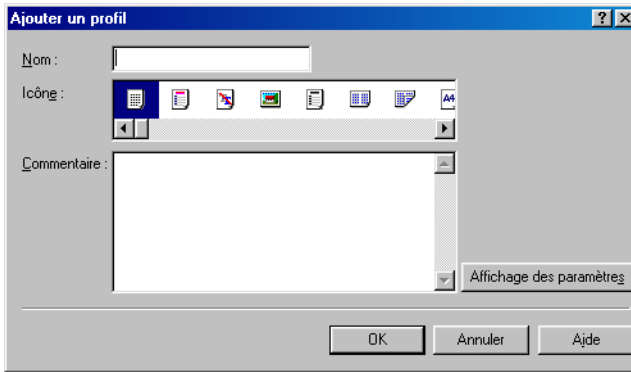 Ajouter un profil
Nom :
Icône :
A4
Commentaire :
Affichage des paramètres
OK Annuler Aide